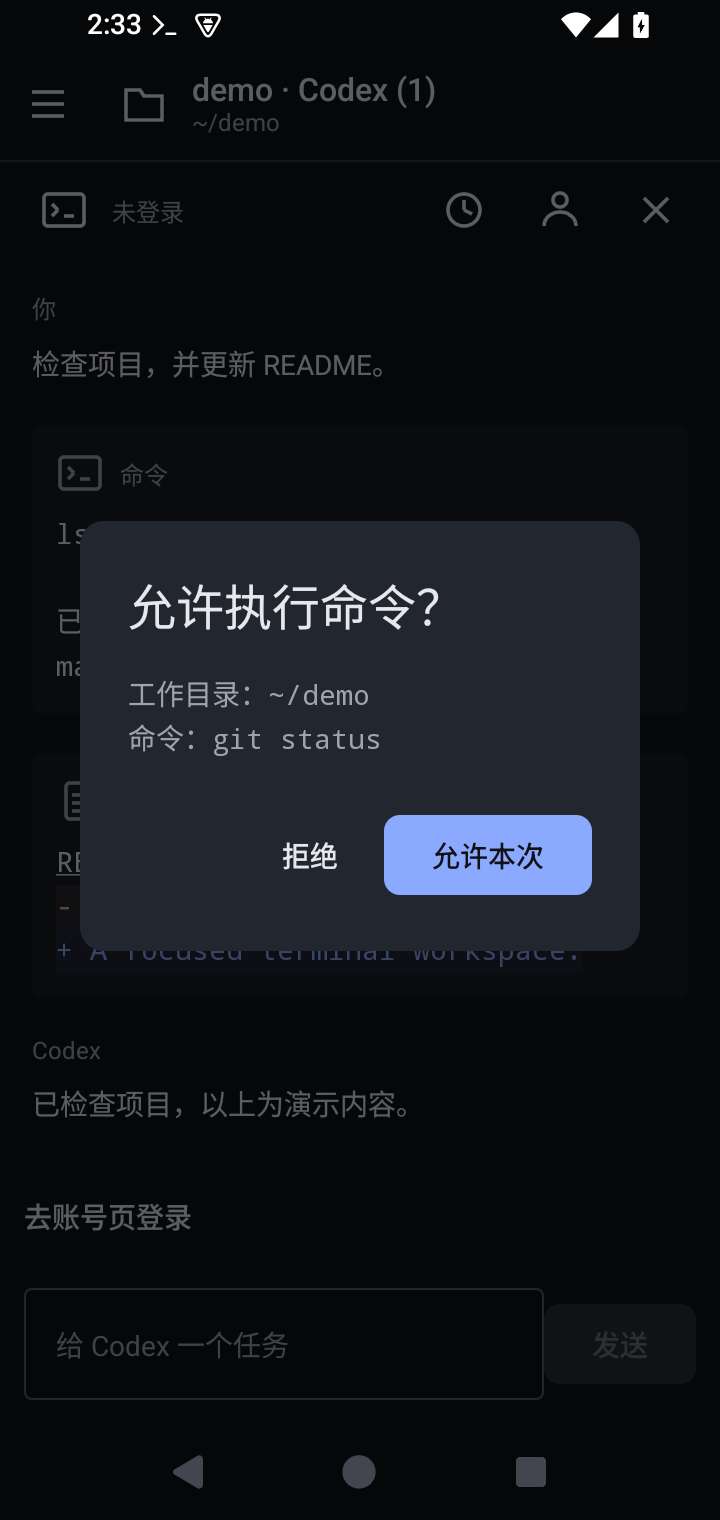 2:33
demo · Codex (1)
~/demo
未登录
你
检查项目，并更新 README。
命令
允许执行命令？
工作目录：~/demo
命令：git status
拒绝
允许本次
+ A focused terminal workspace.
Codex
已检查项目，以上为演示内容。
去账号页登录
给 Codex 一个任务
发送